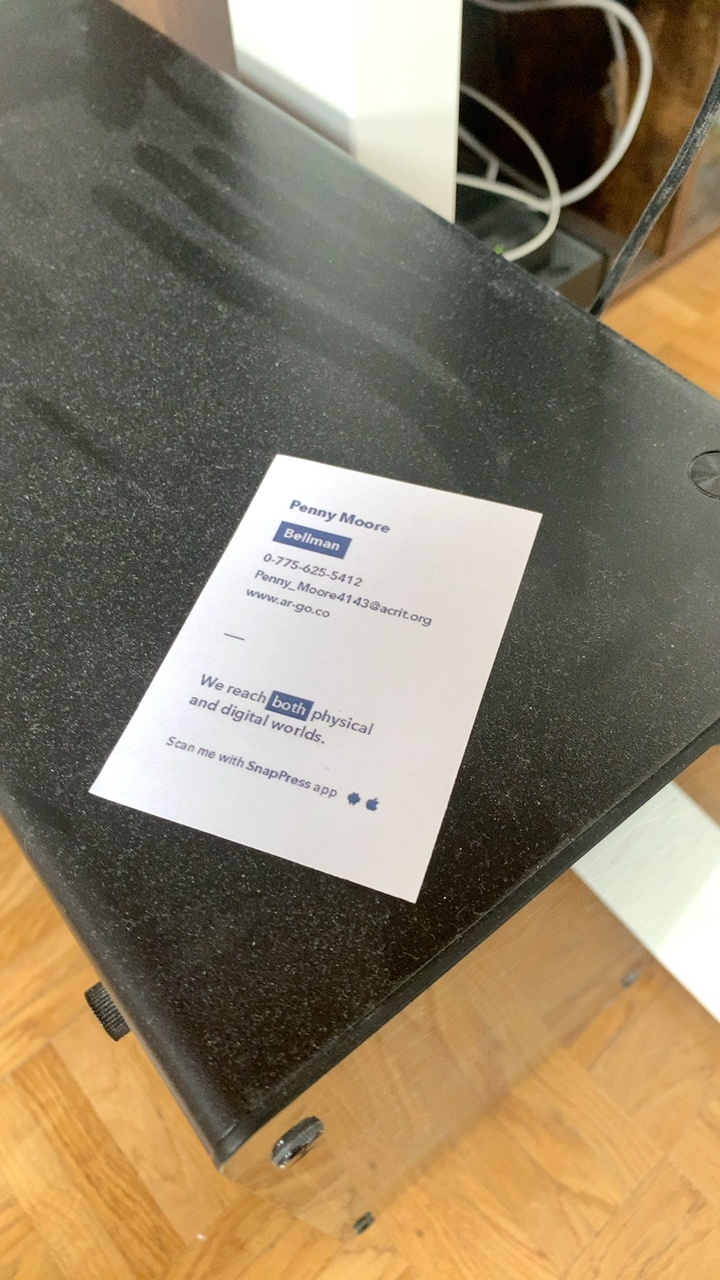 Penny Moore
Bellman
0-775-625-5412
Penny_Moore4143@acrit.org
www.ar-go.co
—
We reach both physical
and digital worlds.
Scan me with SnapPress app